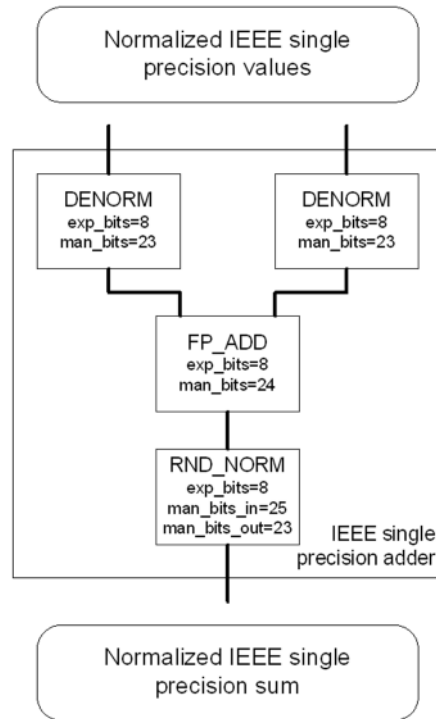 Normalized IEEE single
precision values
DENORM
exp_bits=8
man_bits=23
DENORM
exp_bits=8
man_bits=23
FP_ADD
exp_bits=8
man_bits=24
RND_NORM
exp_bits=8
man_bits_in=25
man_bits_out=23
IEEE single
precision adder
Normalized IEEE single
precision sum